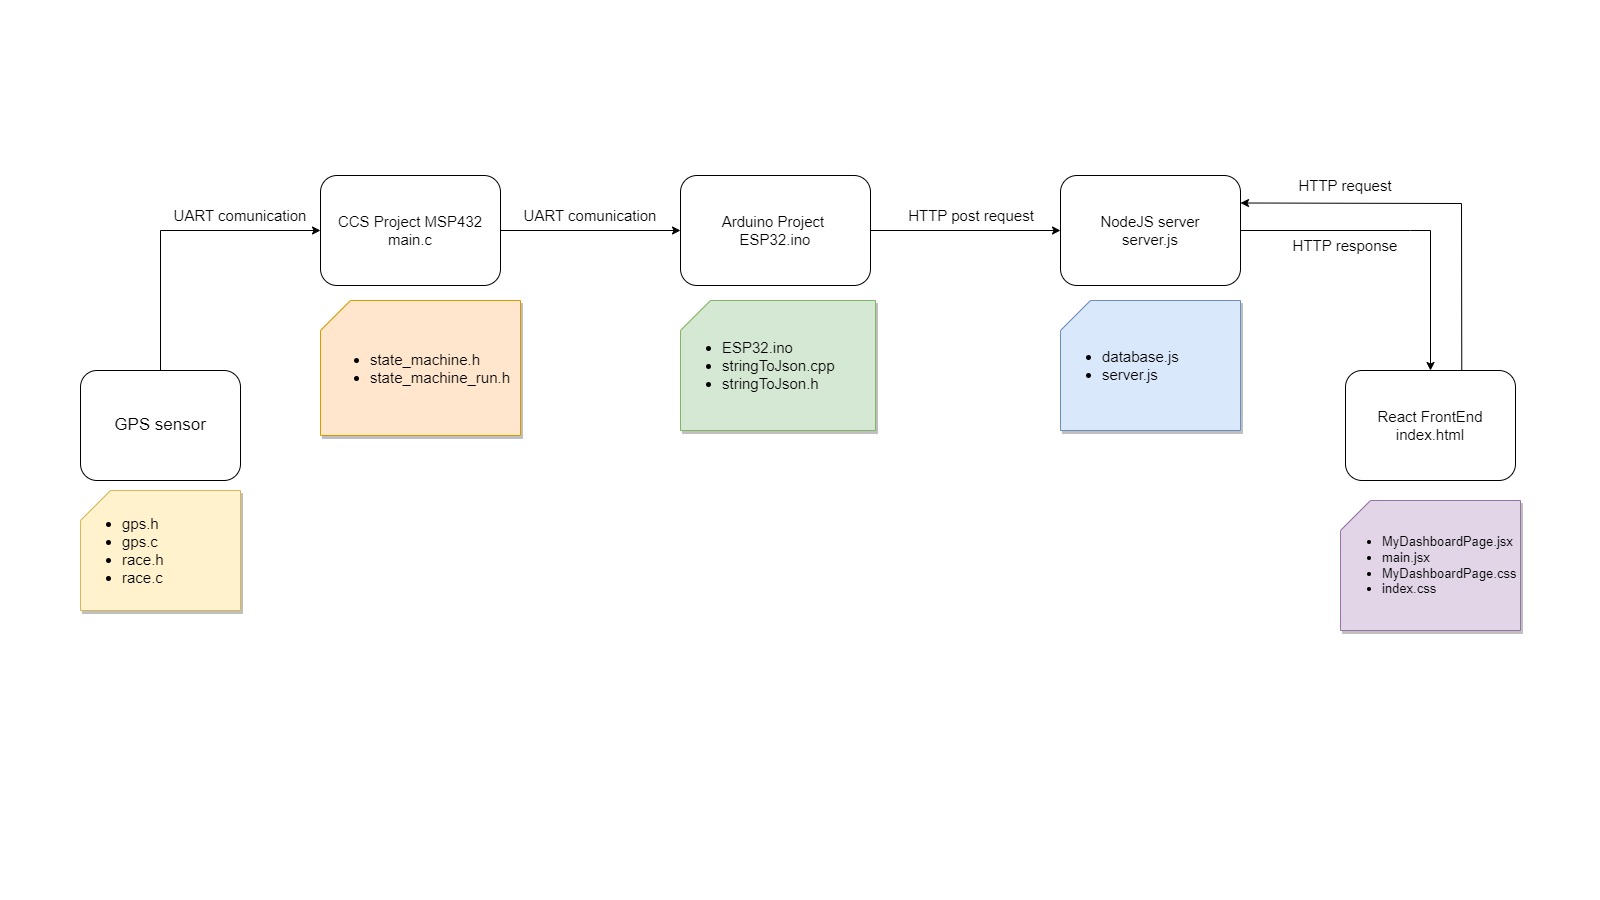 UART comunication
CCS Project MSP432
main.c
UART comunication
Arduino Project
ESP32.ino
HTTP post request
NodeJS server
server.js
HTTP request
HTTP response
state_machine.h
state_machine_run.h
ESP32.ino
stringToJson.cpp
stringToJson.h
database.js
server.js
GPS sensor
React FrontEnd
index.html
gps.h
gps.c
race.h
race.c
MyDashboardPage.jsx
main.jsx
MyDashboardPage.css
index.css